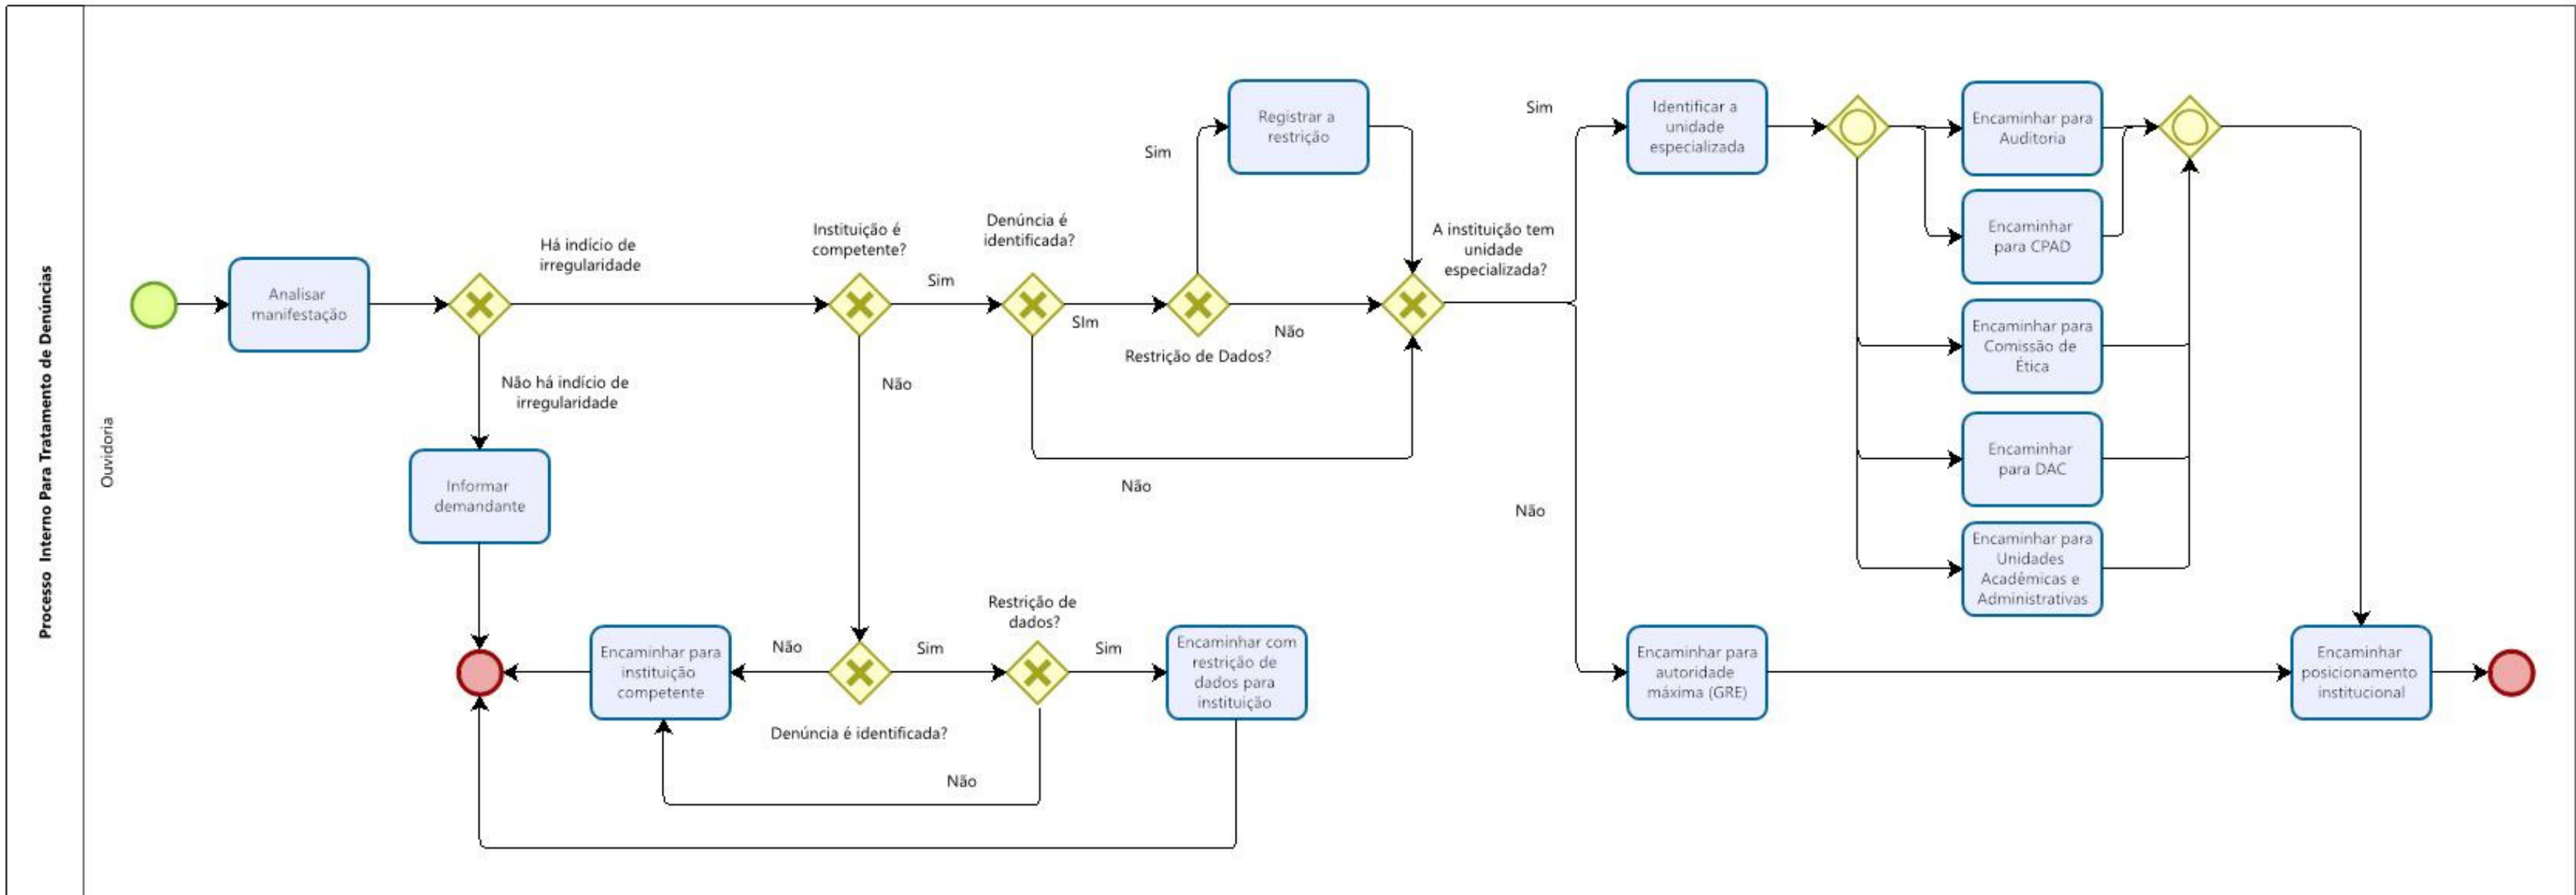 Processo Interno Para Tratamento de Denúncias
Ouvidoria
Analisar
manifestação
Há indício de
irregularidade
Não há indício de
irregularidade
Informar
demandante
Instituição é
competente?
Sim
Não
Denúncia é
identificada?
SIm
Não
Restrição de Dados?
Sim
Não
Registrar a
restrição
A instituição tem
unidade
especializada?
Sim
Não
Identificar a
unidade
especializada
Encaminhar para
Auditoria
Encaminhar
para CPAD
Encaminhar para
Comissão de
Ética
Encaminhar
para DAC
Encaminhar para
Unidades
Acadêmicas e
Administrativas
Encaminhar para
instituição
competente
Não
Sim
Denúncia é identificada?
Restrição de
dados?
Sim
Não
Encaminhar com
restrição de
dados para
instituição
Encaminhar para
autoridade
máxima (GRE)
Encaminhar
posicionamento
institucional